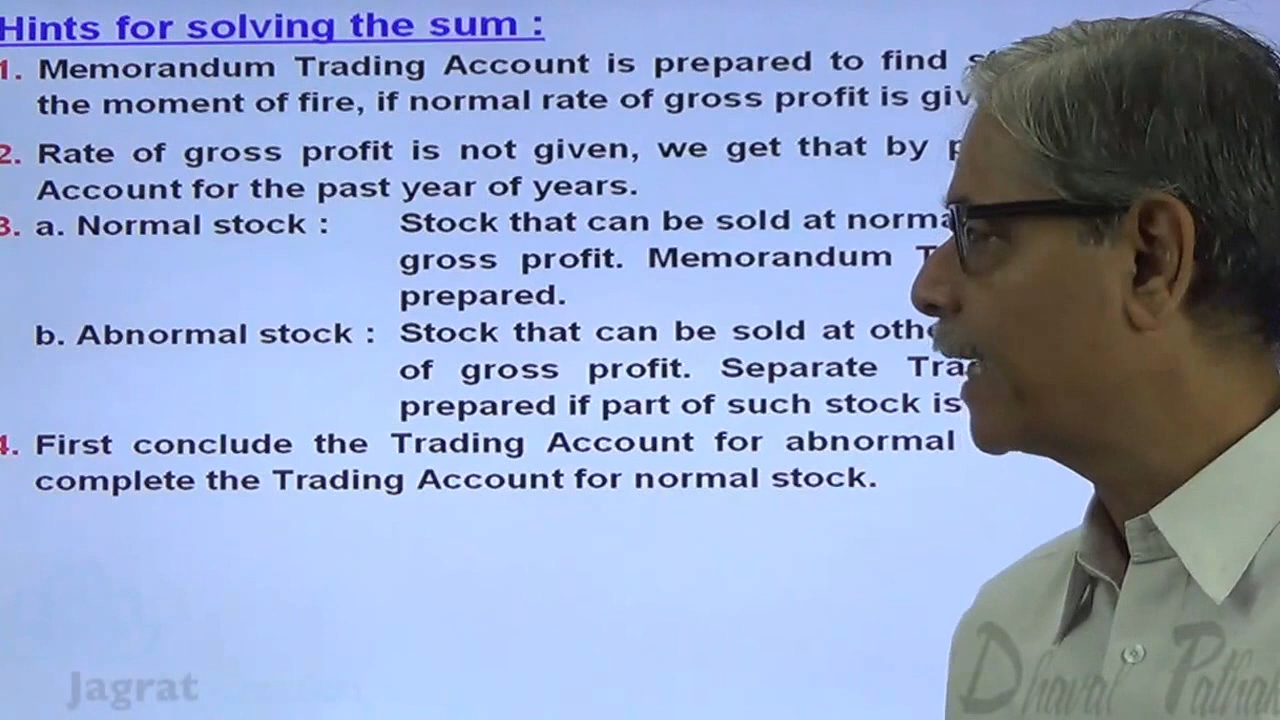 Hints for solving the sum :
1. Memorandum Trading Account is prepared to find
the moment of fire, if normal rate of gross profit is giv
2. Rate of gross profit is not given, we get that by p
Account for the past year of years.
3. a. Normal stock : Stock that can be sold at norma
gross profit. Memorandum T
prepared.
b. Abnormal stock : Stock that can be sold at othe
of gross profit. Separate Tra
prepared if part of such stock is
4. First conclude the Trading Account for abnormal
complete the Trading Account for normal stock.
Jagrat
Dhaval Pathak